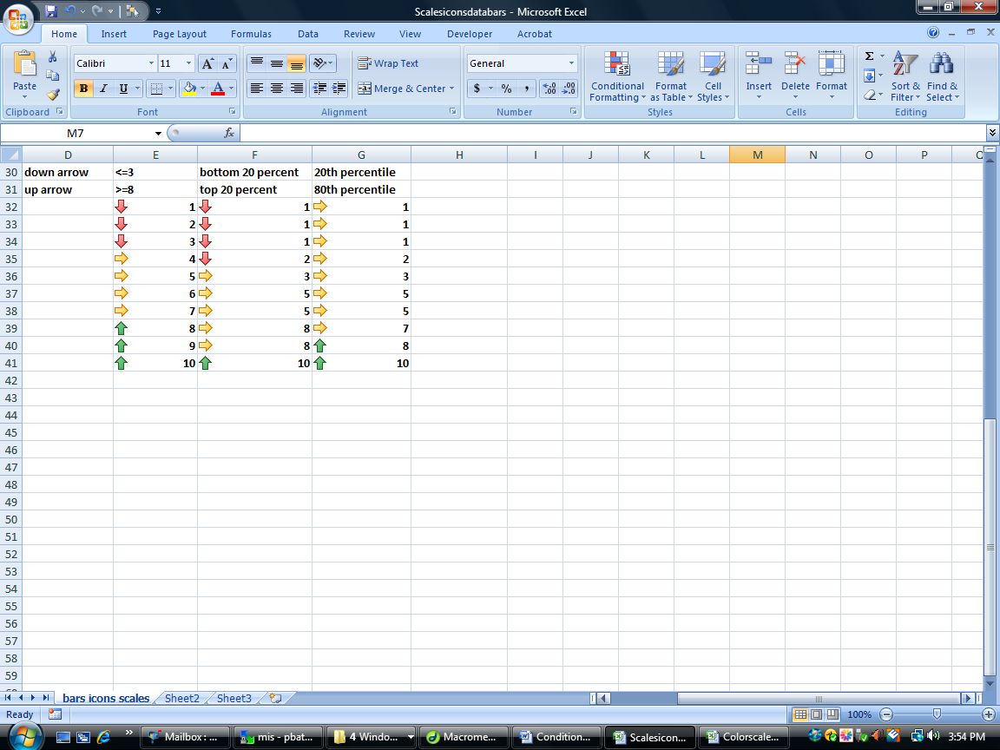 Scalesiconsdatabars - Microsoft Excel
Home Insert Page Layout Formulas Data Review View Developer Acrobat
Calibri 11 Wrap Text General Σ
Paste B I U A Merge & Center $ % , Conditional Formatting Format as Table Cell Styles Insert Delete Format Sort & Filter Find & Select
Clipboard Font Alignment Number Styles Cells Editing
M7 fx
D E F G H I J K L M N O P Q
30 down arrow <=3 bottom 20 percent 20th percentile
31 up arrow >=8 top 20 percent 80th percentile
32 1 1 1
33 2 1 1
34 3 1 1
35 4 2 2
36 5 3 3
37 6 5 5
38 7 5 5
39 8 8 7
40 9 8 8
41 10 10 10
42
43
44
45
46
47
48
49
50
51
52
53
54
55
56
57
58
59
bars icons scales Sheet2 Sheet3
Ready 100%
Mailbox : ... mis - pbat... 4 Windo... Macrome... Condition... Scalesicon... Colorscale... 3:54 PM